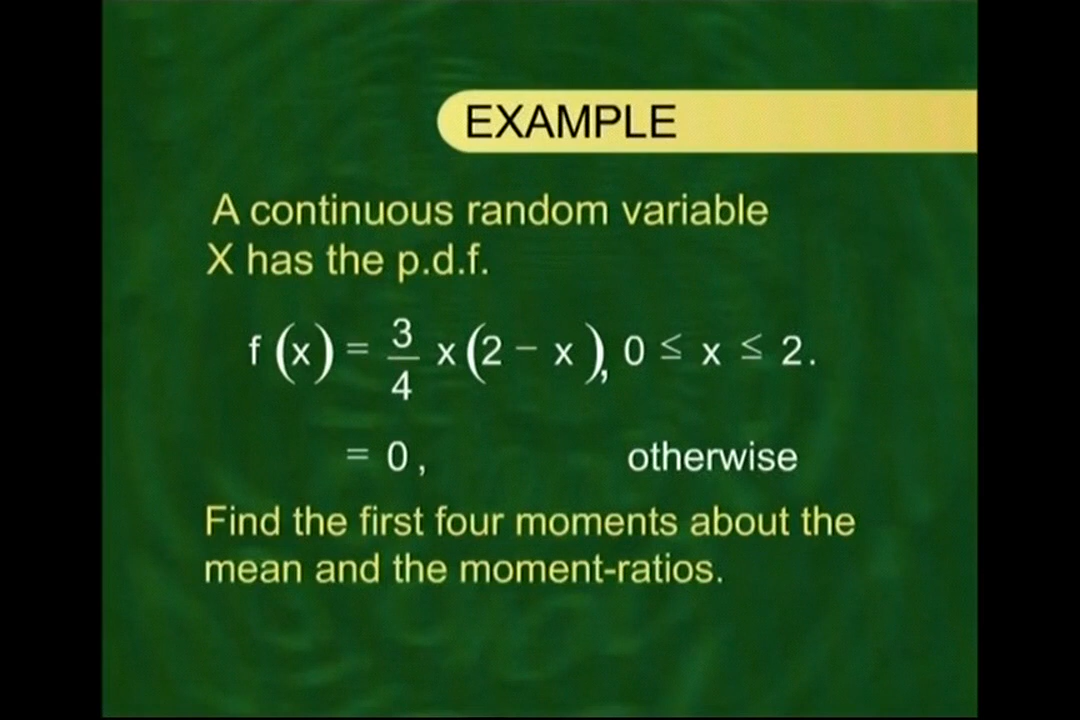 EXAMPLE
A continuous random variable
X has the p.d.f.
f (x) = 3/4 x (2 − x), 0 ≤ x ≤ 2.
= 0 , otherwise
Find the first four moments about the
mean and the moment-ratios.